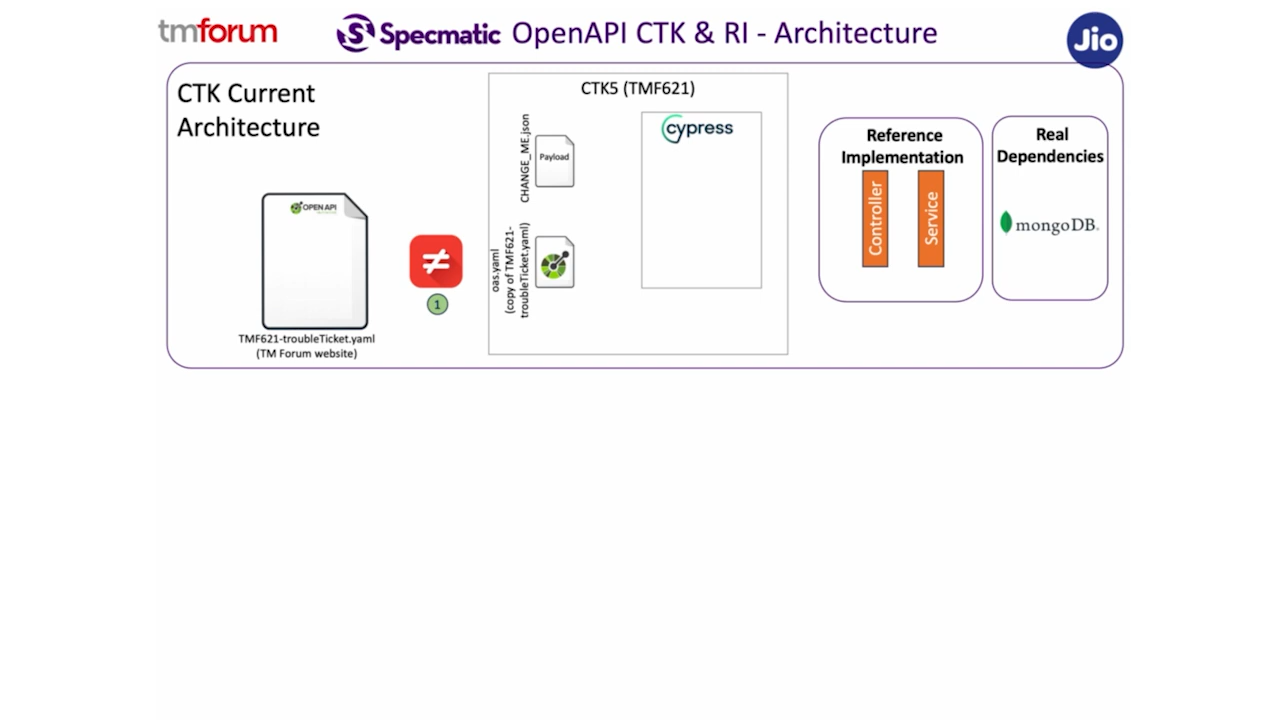 tmforum
Specmatic OpenAPI CTK & RI - Architecture
Jio
CTK Current
Architecture
OPEN API
TMF621-troubleTicket.yaml
(TM Forum website)
≠
1
CTK5 (TMF621)
CHANGE_ME.json
Payload
oas.yaml
(copy of TMF621-
troubleTicket.yaml)
cypress
Reference
Implementation
Controller
Service
Real
Dependencies
mongoDB.